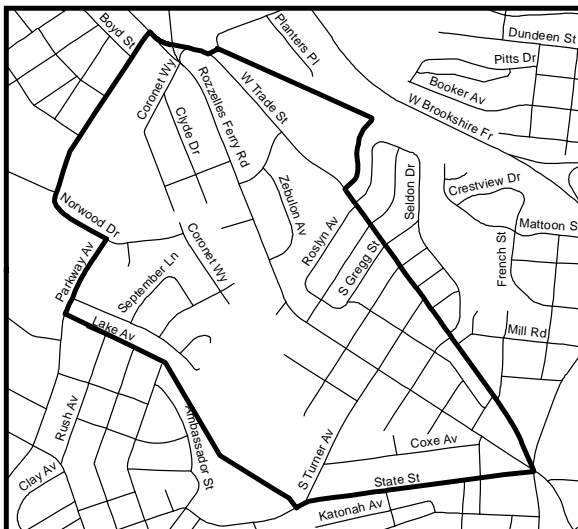 Boyd St
Planters Pl
Dundeen St
Pitts Dr
Booker Av
W Brookshire Fr
Coronet Wy
Rozzelles Ferry Rd
W Trade St
Clyde Dr
Crestview Dr
Seldon Dr
Zebulon Av
Norwood Dr
Roslyn Av
Mattoon S
Coronet Wy
French St
Parkway Av
September Ln
S Gregg St
Lake Av
Mill Rd
Rush Av
Ambassador St
S Turner Av
Coxe Av
Clay Av
State St
Katonah Av